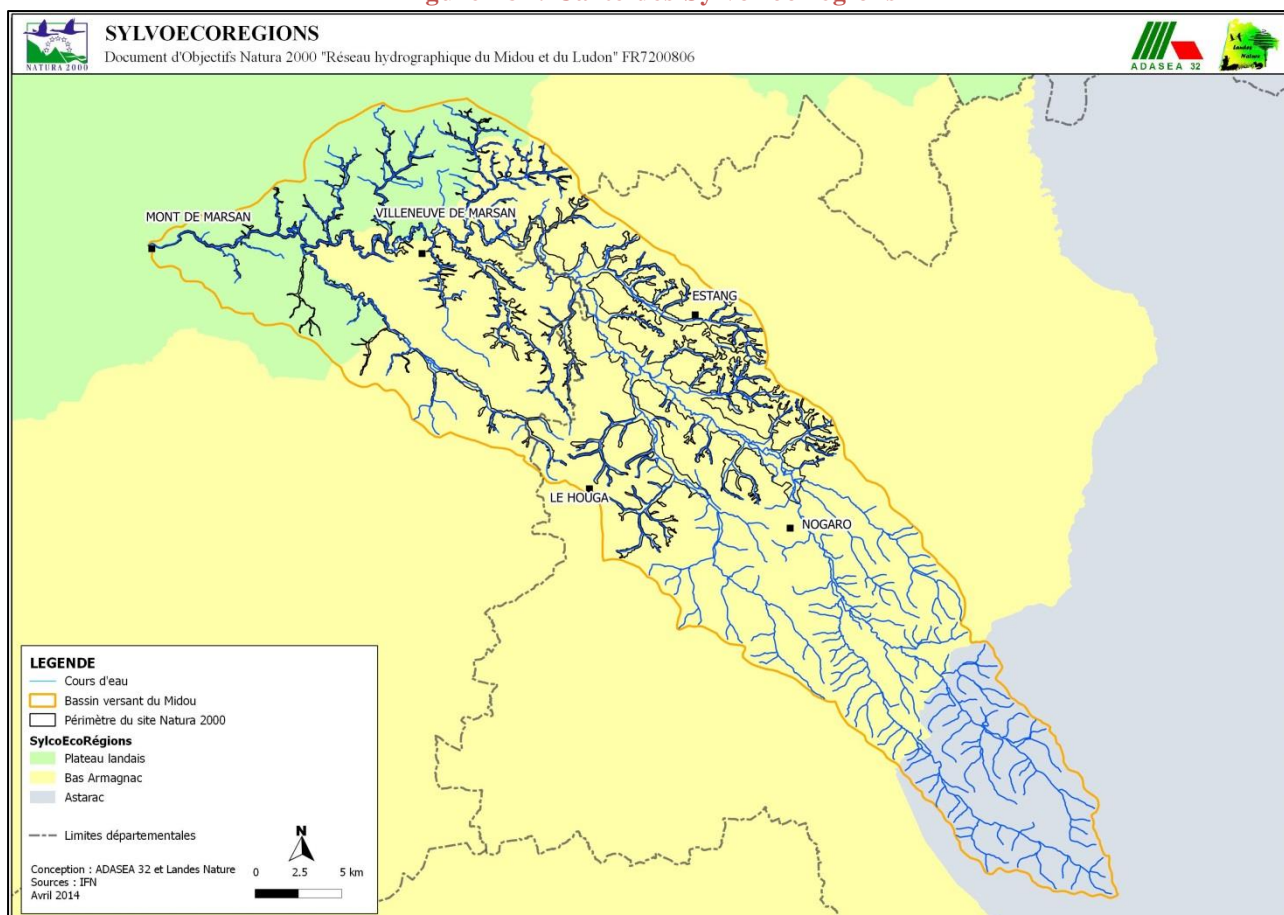 SYLVOECOREGIONS
Document d'Objectifs Natura 2000 "Réseau hydrographique du Midou et du Ludon" FR7200806
NATURA 2000
ADASEA 32
Landes
Nature
MONT DE MARSAN
VILLENEUVE DE MARSAN
ESTANG
LE HOUGA
NOGARO
LEGENDE
Cours d'eau
Bassin versant du Midou
Périmètre du site Natura 2000
SylcoEcoRégions
Plateau landais
Bas Armagnac
Astarac
Limites départementales
N
Conception : ADASEA 32 et Landes Nature
Sources : IFN
Avril 2014
0 2.5 5 km